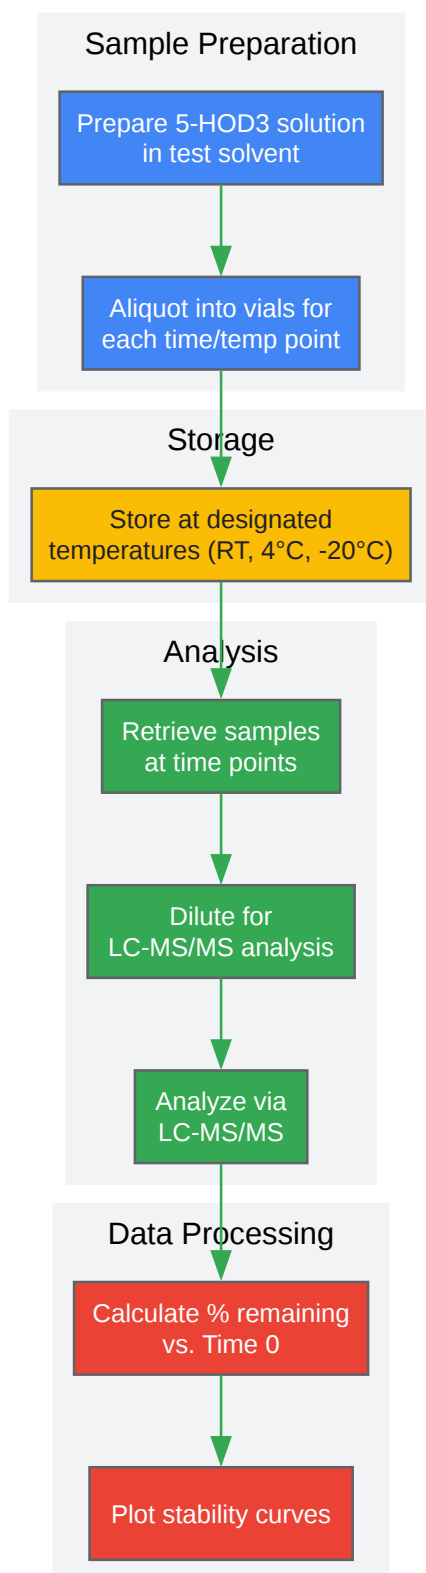 Sample Preparation
Prepare 5-HOD3 solution
in test solvent
Aliquot into vials for
each time/temp point
Storage
Store at designated
temperatures (RT, 4°C, -20°C)
Analysis
Retrieve samples
at time points
Dilute for
LC-MS/MS analysis
Analyze via
LC-MS/MS
Data Processing
Calculate % remaining
vs. Time 0
Plot stability curves